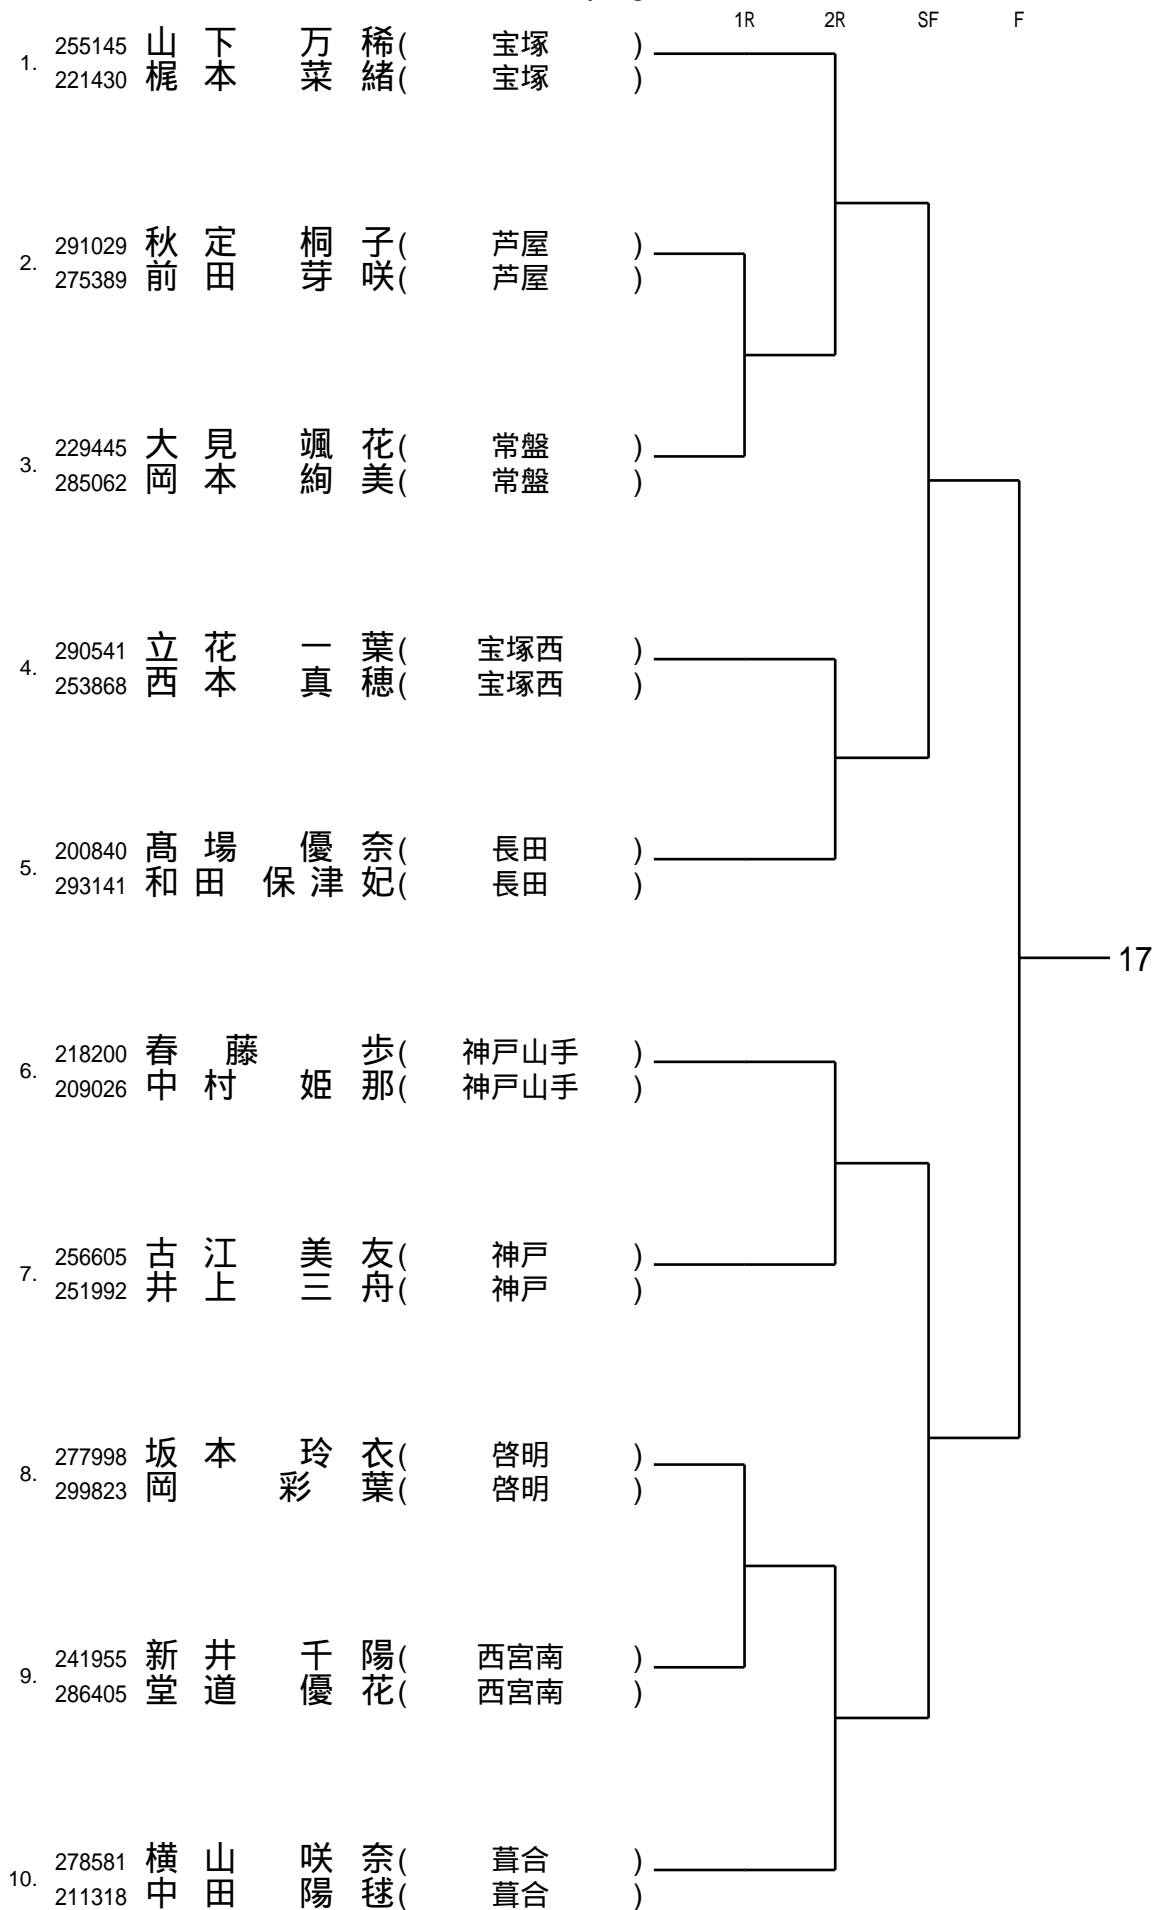 1R 2R SF F
1. 255145 山下 万稀( 宝塚 )
221430 梶本 菜緒( 宝塚 )
2. 291029 秋定 桐子( 芦屋 )
275389 前田 芽咲( 芦屋 )
3. 229445 大見 颯花( 常盤 )
285062 岡本 絢美( 常盤 )
4. 290541 立花 一葉( 宝塚西 )
253868 西本 真穂( 宝塚西 )
5. 200840 髙場 優奈( 長田 )
293141 和田 保津妃( 長田 )
17
6. 218200 春藤 歩( 神戸山手 )
209026 中村 姫那( 神戸山手 )
7. 256605 古江 美友( 神戸 )
251992 井上 三舟( 神戸 )
8. 277998 坂本 玲衣( 啓明 )
299823 岡 彩葉( 啓明 )
9. 241955 新井 千陽( 西宮南 )
286405 堂道 優花( 西宮南 )
10. 278581 横山 咲奈( 葺合 )
211318 中田 陽毬( 葺合 )